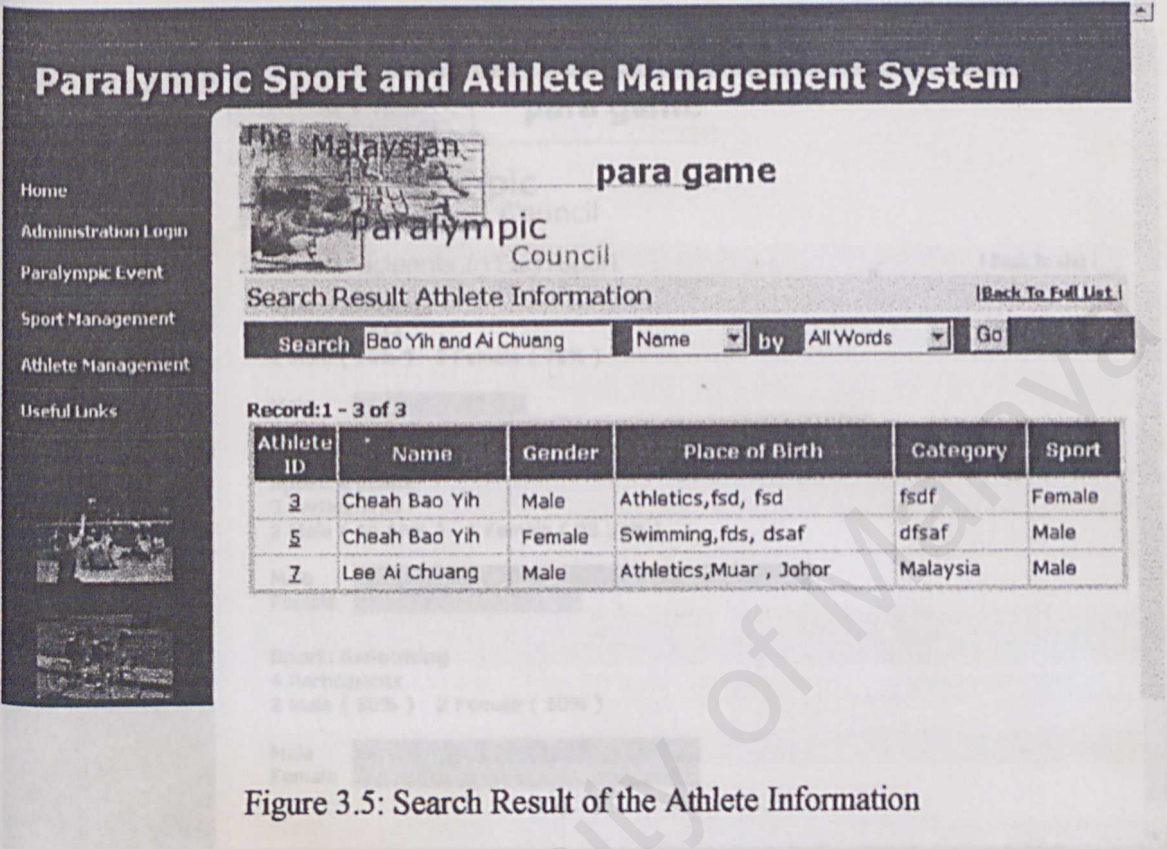 Paralympic Sport and Athlete Management System
Home
Administration Login
Paralympic Event
Sport Management
Athlete Management
Useful Links
The Malaysian
Paralympic
Council
para game
Search Result Athlete Information |Back To Full List |
Search Bao Yih and Ai Chuang Name by All Words Go
Record:1 - 3 of 3
Athlete ID Name Gender Place of Birth Category Sport
3 Cheah Bao Yih Male Athletics,fsd, fsd fsdf Female
5 Cheah Bao Yih Female Swimming,fds, dsaf dfsaf Male
7 Lee Ai Chuang Male Athletics,Muar , Johor Malaysia Male
Figure 3.5: Search Result of the Athlete Information